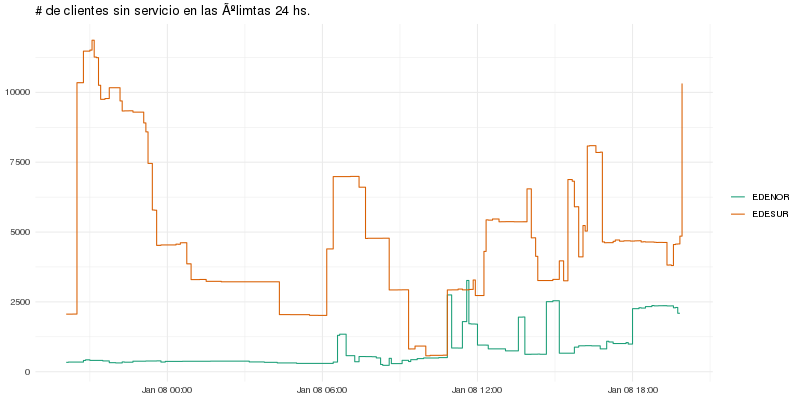 # de clientes sin servicio en las Ãºlimtas 24 hs.
10000
7500
5000
2500
0
Jan 08 00:00
Jan 08 06:00
Jan 08 12:00
Jan 08 18:00
EDENOR
EDESUR